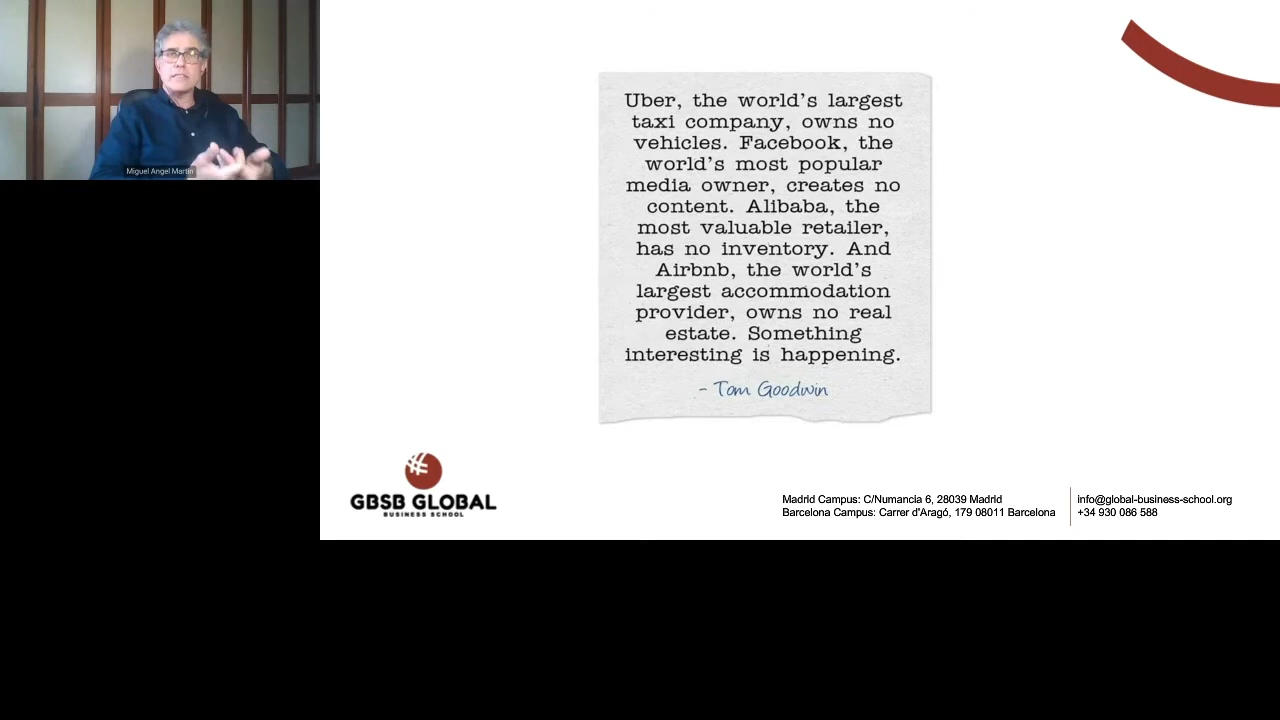 Miguel Angel Martin
Uber, the world's largest
taxi company, owns no
vehicles. Facebook, the
world's most popular
media owner, creates no
content. Alibaba, the
most valuable retailer,
has no inventory. And
Airbnb, the world's
largest accommodation
provider, owns no real
estate. Something
interesting is happening.
- Tom Goodwin
GBSB GLOBAL
BUSINESS SCHOOL
Madrid Campus: C/Numancia 6, 28039 Madrid
Barcelona Campus: Carrer d'Aragó, 179 08011 Barcelona
info@global-business-school.org
+34 930 086 588